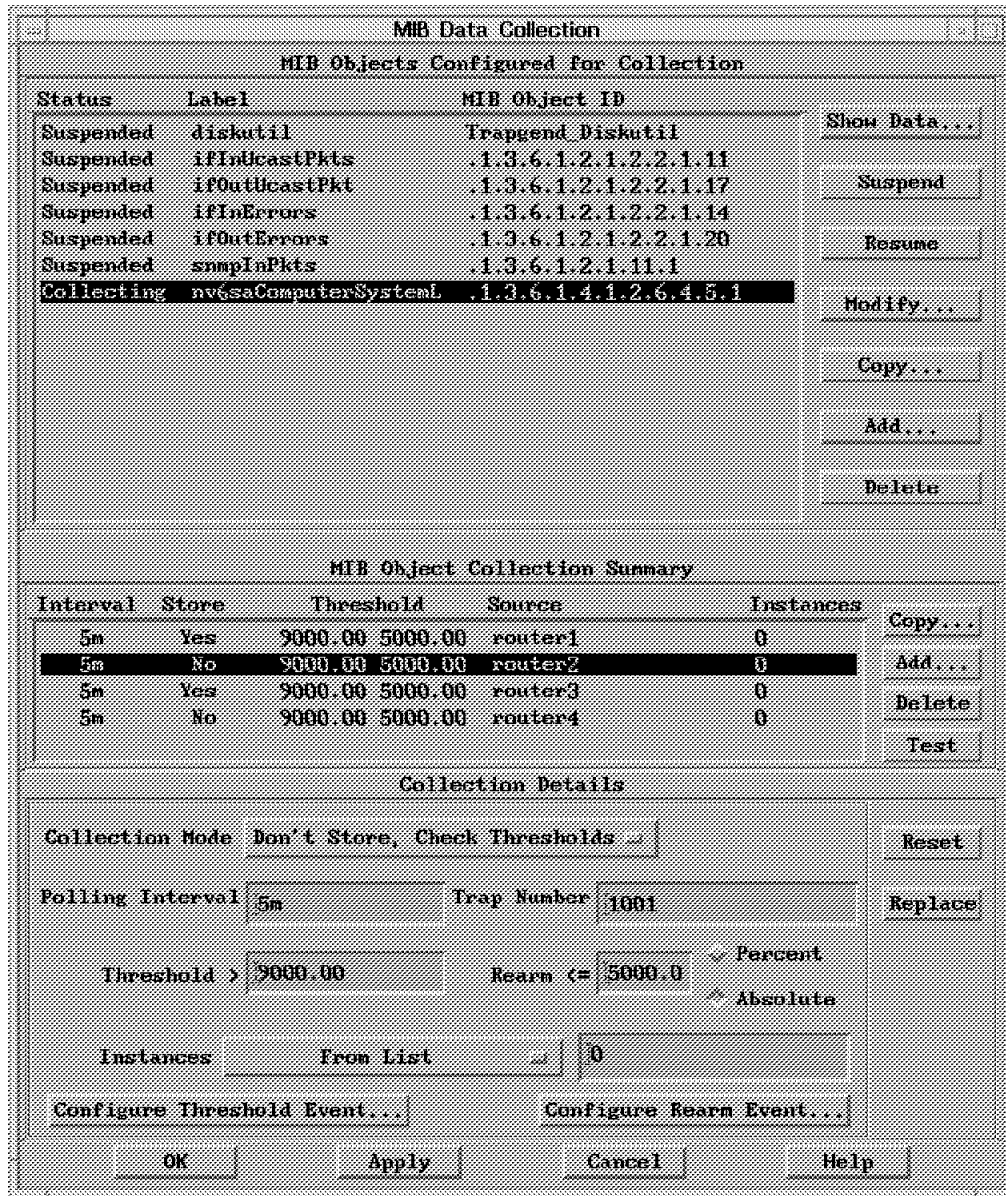 MIB Data Collection
MIB Objects Configured for Collection
Status Label MIB Object ID
Suspended diskutil Trapgend_Diskutil
Suspended ifInUcastPkts .1.3.6.1.2.1.2.2.1.11
Suspended ifOutUcastPkt .1.3.6.1.2.1.2.2.1.17
Suspended ifInErrors .1.3.6.1.2.1.2.2.1.14
Suspended ifOutErrors .1.3.6.1.2.1.2.2.1.20
Suspended snmpInPkts .1.3.6.1.2.1.11.1
Collecting nv6saComputerSystemL .1.3.6.1.4.1.2.6.4.5.1
Show Data...
Suspend
Resume
Modify...
Copy...
Add...
Delete
MIB Object Collection Summary
Interval Store Threshold Source Instances
5m Yes 9000.00 5000.00 router1 0
5m No 9000.00 5000.00 router2 0
5m Yes 9000.00 5000.00 router3 0
5m No 9000.00 5000.00 router4 0
Copy...
Add...
Delete
Test
Collection Details
Collection Mode Don't Store, Check Thresholds
Reset
Polling Interval 5m Trap Number 1001
Replace
Threshold > 9000.00 Rearm <= 5000.0
Percent
Absolute
Instances From List 0
Configure Threshold Event... Configure Rearm Event...
OK Apply Cancel Help